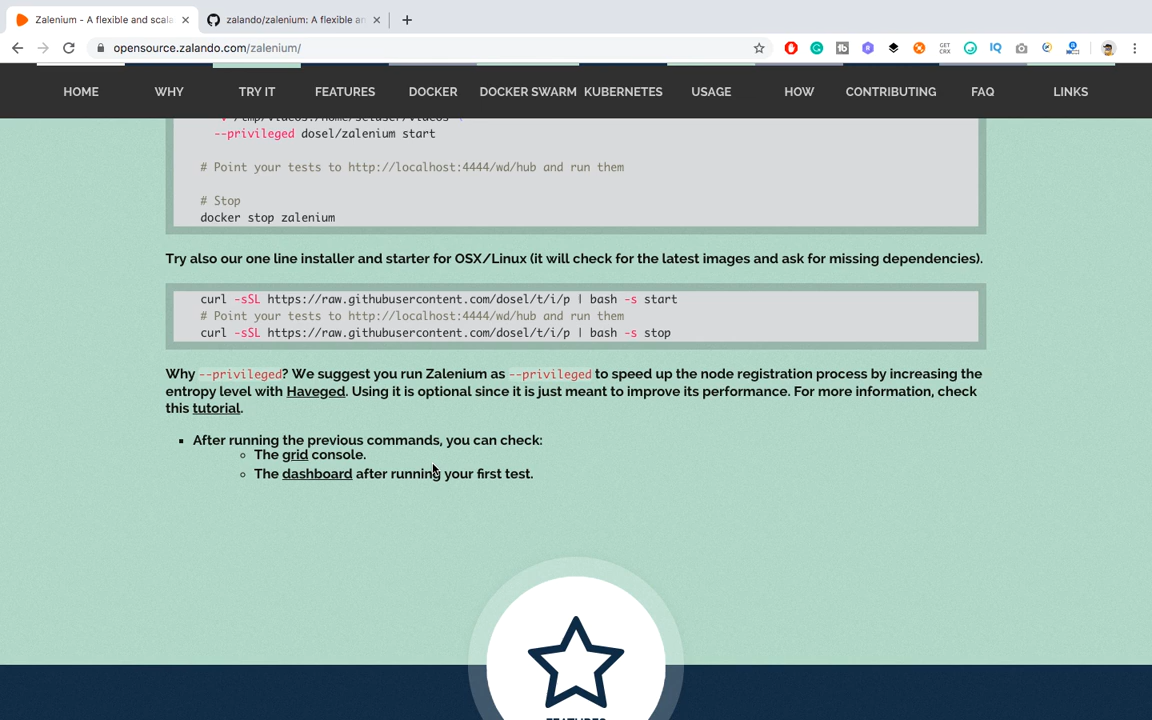 Zalenium - A flexible and scala
zalando/zalenium: A flexible an
opensource.zalando.com/zalenium/
GET CRX
IQ
HOME WHY TRY IT FEATURES DOCKER DOCKER SWARM KUBERNETES USAGE HOW CONTRIBUTING FAQ LINKS
--privileged dosel/zalenium start
# Point your tests to http://localhost:4444/wd/hub and run them
# Stop
docker stop zalenium
Try also our one line installer and starter for OSX/Linux (it will check for the latest images and ask for missing dependencies).
curl -sSL https://raw.githubusercontent.com/dosel/t/i/p | bash -s start
# Point your tests to http://localhost:4444/wd/hub and run them
curl -sSL https://raw.githubusercontent.com/dosel/t/i/p | bash -s stop
Why --privileged? We suggest you run Zalenium as --privileged to speed up the node registration process by increasing the
entropy level with Haveged. Using it is optional since it is just meant to improve its performance. For more information, check
this tutorial.
After running the previous commands, you can check:
The grid console.
The dashboard after running your first test.